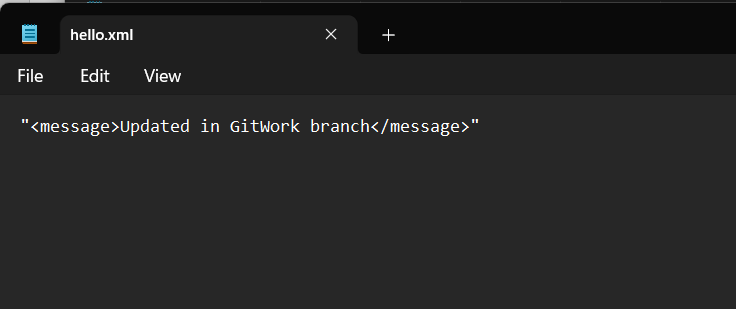 hello.xml
File Edit View
"<message>Updated in GitWork branch</message>"